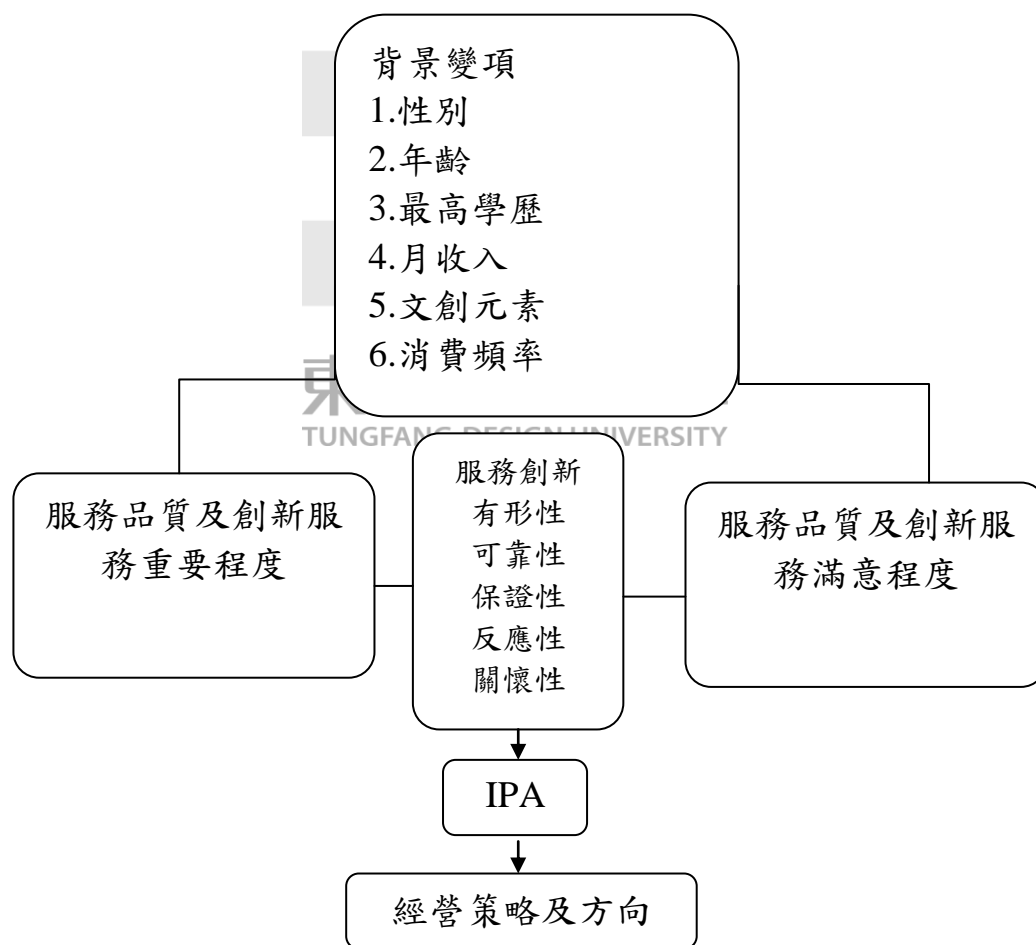 背景變項
1.性別
2.年齡
3.最高學歷
4.月收入
5.文創元素
6.消費頻率
東
TUNGFANG DESIGN UNIVERSITY
服務品質及創新服
務重要程度
服務創新
有形性
可靠性
保證性
反應性
關懷性
服務品質及創新服
務滿意程度
IPA
經營策略及方向